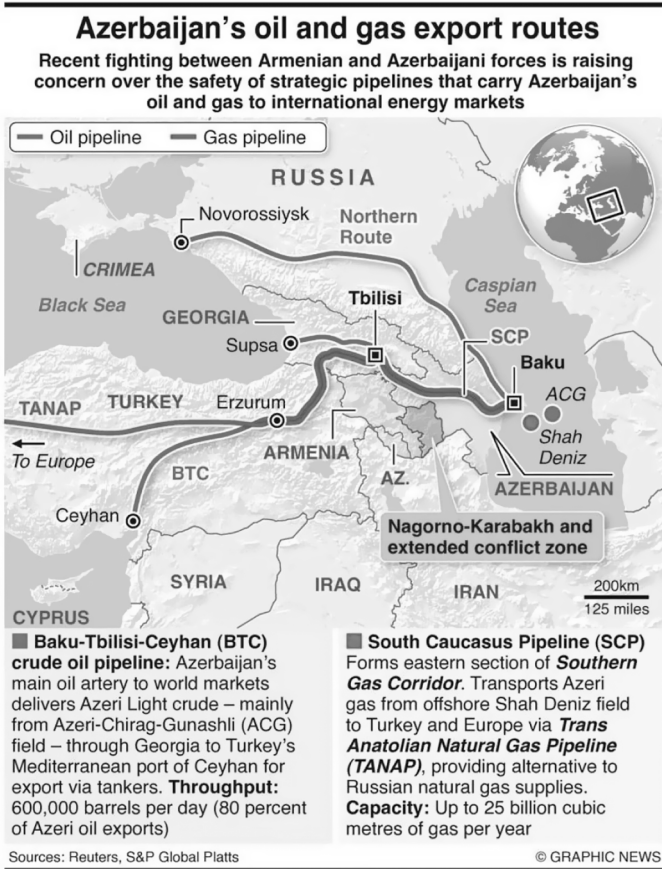 Azerbaijan's oil and gas export routes
Recent fighting between Armenian and Azerbaijani forces is raising
concern over the safety of strategic pipelines that carry Azerbaijan's
oil and gas to international energy markets
Oil pipeline
Gas pipeline
RUSSIA
Novorossiysk
Northern
Route
CRIMEA
Black Sea
Caspian
Sea
Tbilisi
GEORGIA
SCP
Supsa
Baku
ACG
TANAP
TURKEY
Erzurum
Shah
Deniz
To Europe
ARMENIA
BTC
AZ.
AZERBAIJAN
Ceyhan
Nagorno-Karabakh and
extended conflict zone
SYRIA
IRAQ
IRAN
200km
125 miles
CYPRUS
Baku-Tbilisi-Ceyhan (BTC)
crude oil pipeline: Azerbaijan's
main oil artery to world markets
delivers Azeri Light crude – mainly
from Azeri-Chirag-Gunashli (ACG)
field – through Georgia to Turkey's
Mediterranean port of Ceyhan for
export via tankers. Throughput:
600,000 barrels per day (80 percent
of Azeri oil exports)
South Caucasus Pipeline (SCP)
Forms eastern section of Southern
Gas Corridor. Transports Azeri
gas from offshore Shah Deniz field
to Turkey and Europe via Trans
Anatolian Natural Gas Pipeline
(TANAP), providing alternative to
Russian natural gas supplies.
Capacity: Up to 25 billion cubic
metres of gas per year
Sources: Reuters, S&P Global Platts
© GRAPHIC NEWS